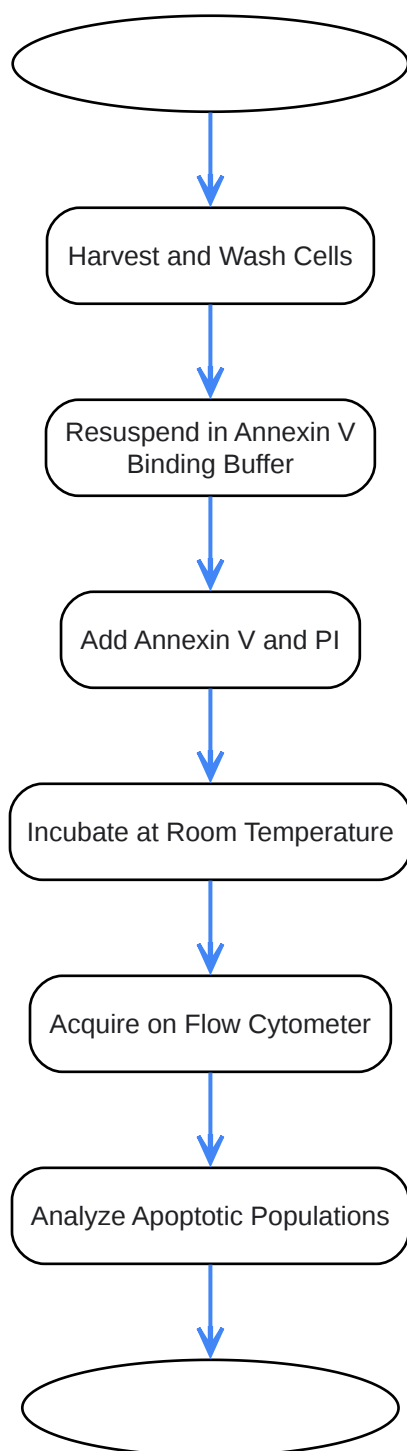 Harvest and Wash Cells
Resuspend in Annexin V
Binding Buffer
Add Annexin V and PI
Incubate at Room Temperature
Acquire on Flow Cytometer
Analyze Apoptotic Populations